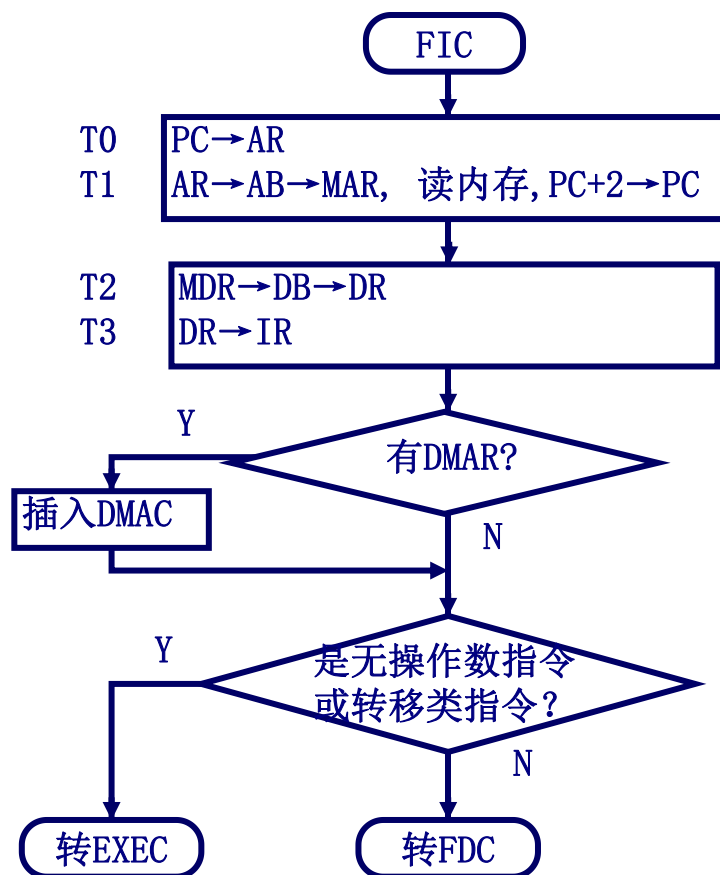 FIC
T0 PC→AR
T1 AR→AB→MAR, 读内存,PC+2→PC
T2 MDR→DB→DR
T3 DR→IR
Y
有DMAR?
插入DMAC
N
Y
是无操作数指令
或转移类指令?
N
转EXEC
转FDC